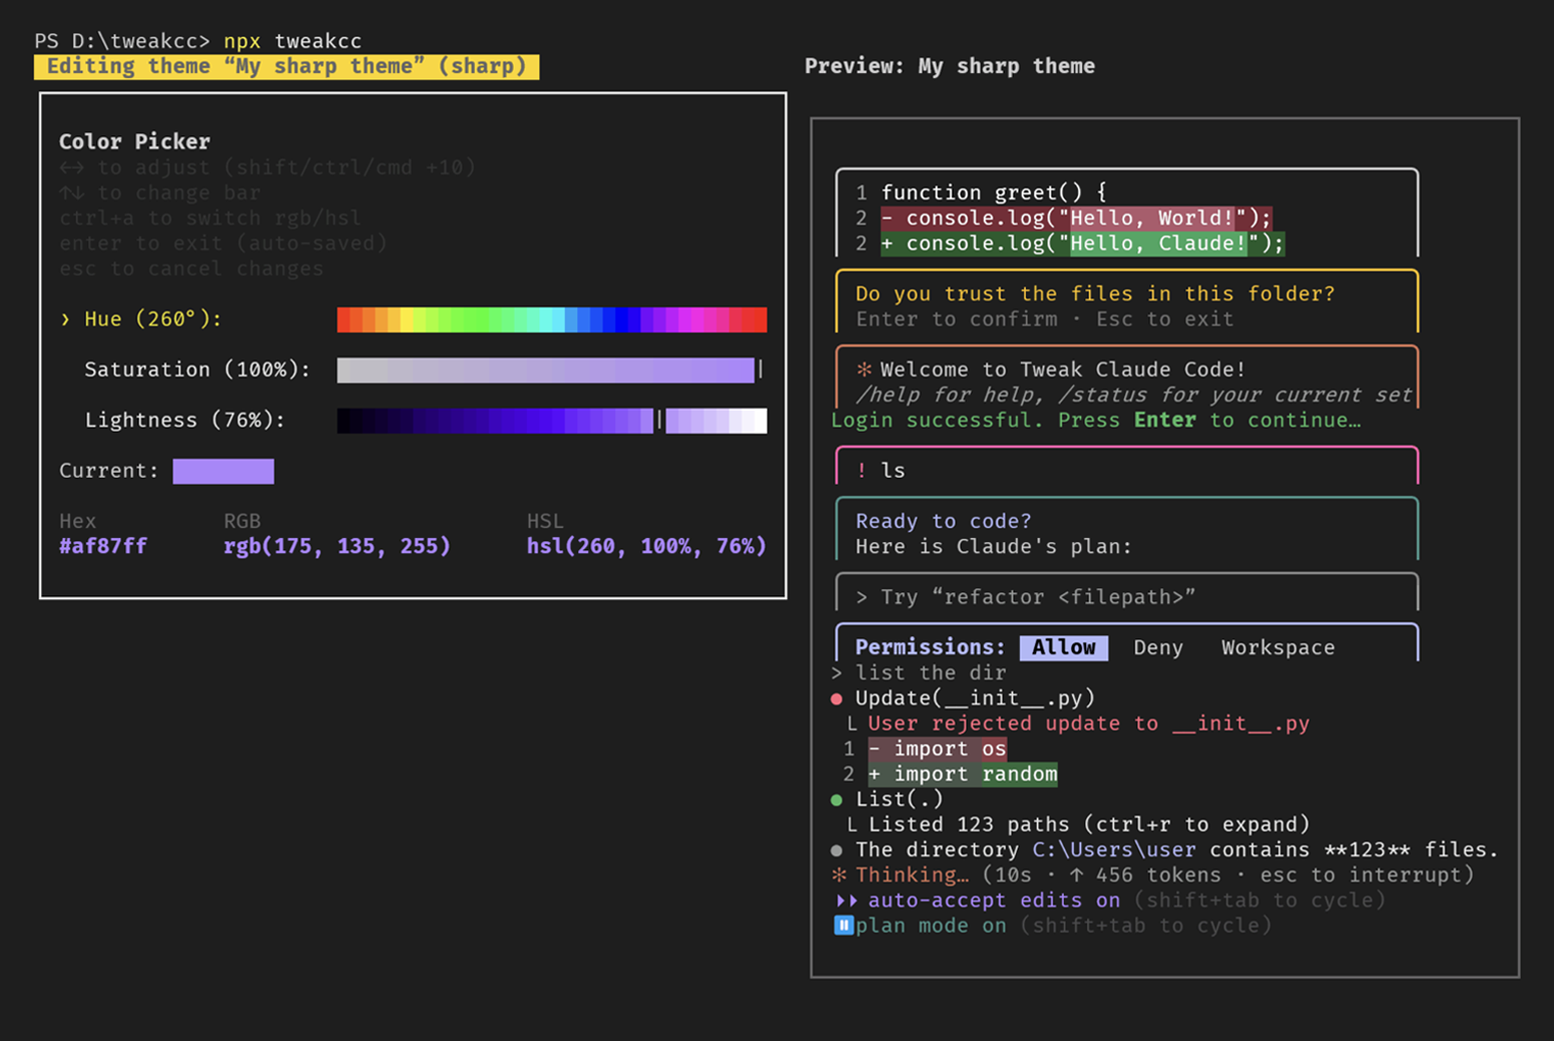 PS D:\tweakcc> npx tweakcc
Editing theme “My sharp theme” (sharp)
Color Picker
↔ to adjust (shift/ctrl/cmd +10)
↑↓ to change bar
ctrl+a to switch rgb/hsl
enter to exit (auto-saved)
esc to cancel changes
❯ Hue (260°):
Saturation (100%):
Lightness (76%):
Current:
Hex RGB HSL
#af87ff rgb(175, 135, 255) hsl(260, 100%, 76%)
Preview: My sharp theme
1 function greet() {
2 - console.log("Hello, World!");
2 + console.log("Hello, Claude!");
Do you trust the files in this folder?
Enter to confirm · Esc to exit
✻ Welcome to Tweak Claude Code!
/help for help, /status for your current set
Login successful. Press Enter to continue…
! ls
Ready to code?
Here is Claude's plan:
> Try “refactor <filepath>”
Permissions: Allow Deny Workspace
> list the dir
● Update(__init__.py)
└ User rejected update to __init__.py
1 - import os
2 + import random
● List(.)
└ Listed 123 paths (ctrl+r to expand)
● The directory C:\Users\user contains **123** files.
✻ Thinking… (10s · ↑ 456 tokens · esc to interrupt)
⏵⏵ auto-accept edits on (shift+tab to cycle)
⏸ plan mode on (shift+tab to cycle)